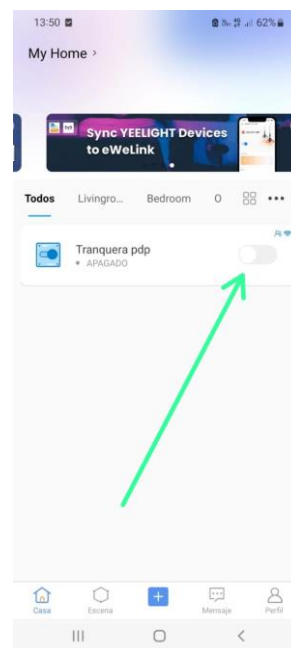 13:50 62%
My Home >
Sync YEELIGHT Devices
to eWeLink
Todos Livingro... Bedroom O
Tranquera pdp
• APAGADO
Casa Escena Mensaje Perfil